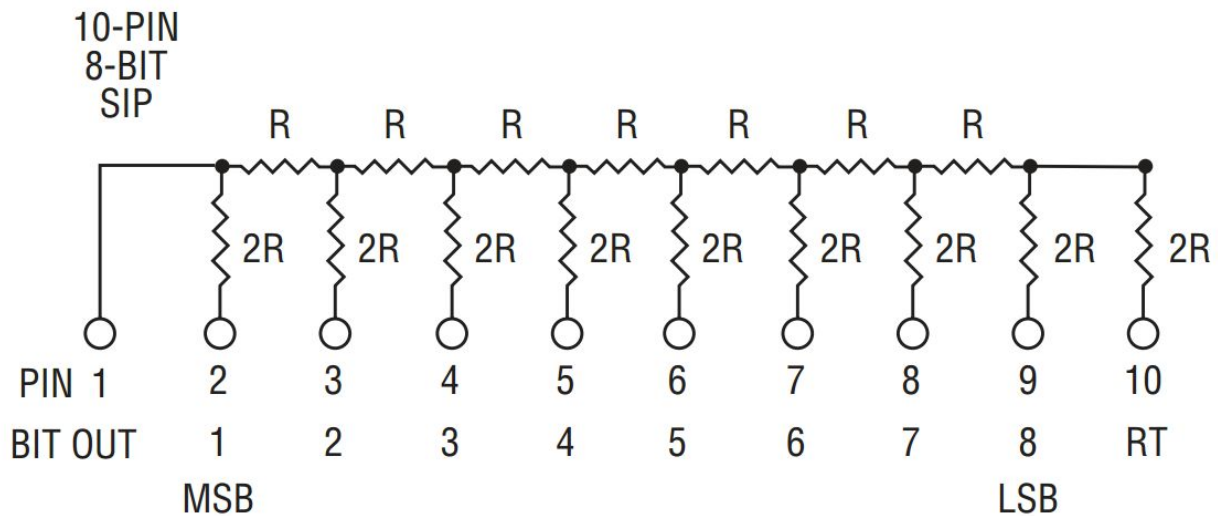 10-PIN
8-BIT
SIP
R R R R R R R
2R 2R 2R 2R 2R 2R 2R 2R 2R
PIN 1 2 3 4 5 6 7 8 9 10
BIT OUT 1 2 3 4 5 6 7 8 RT
MSB LSB